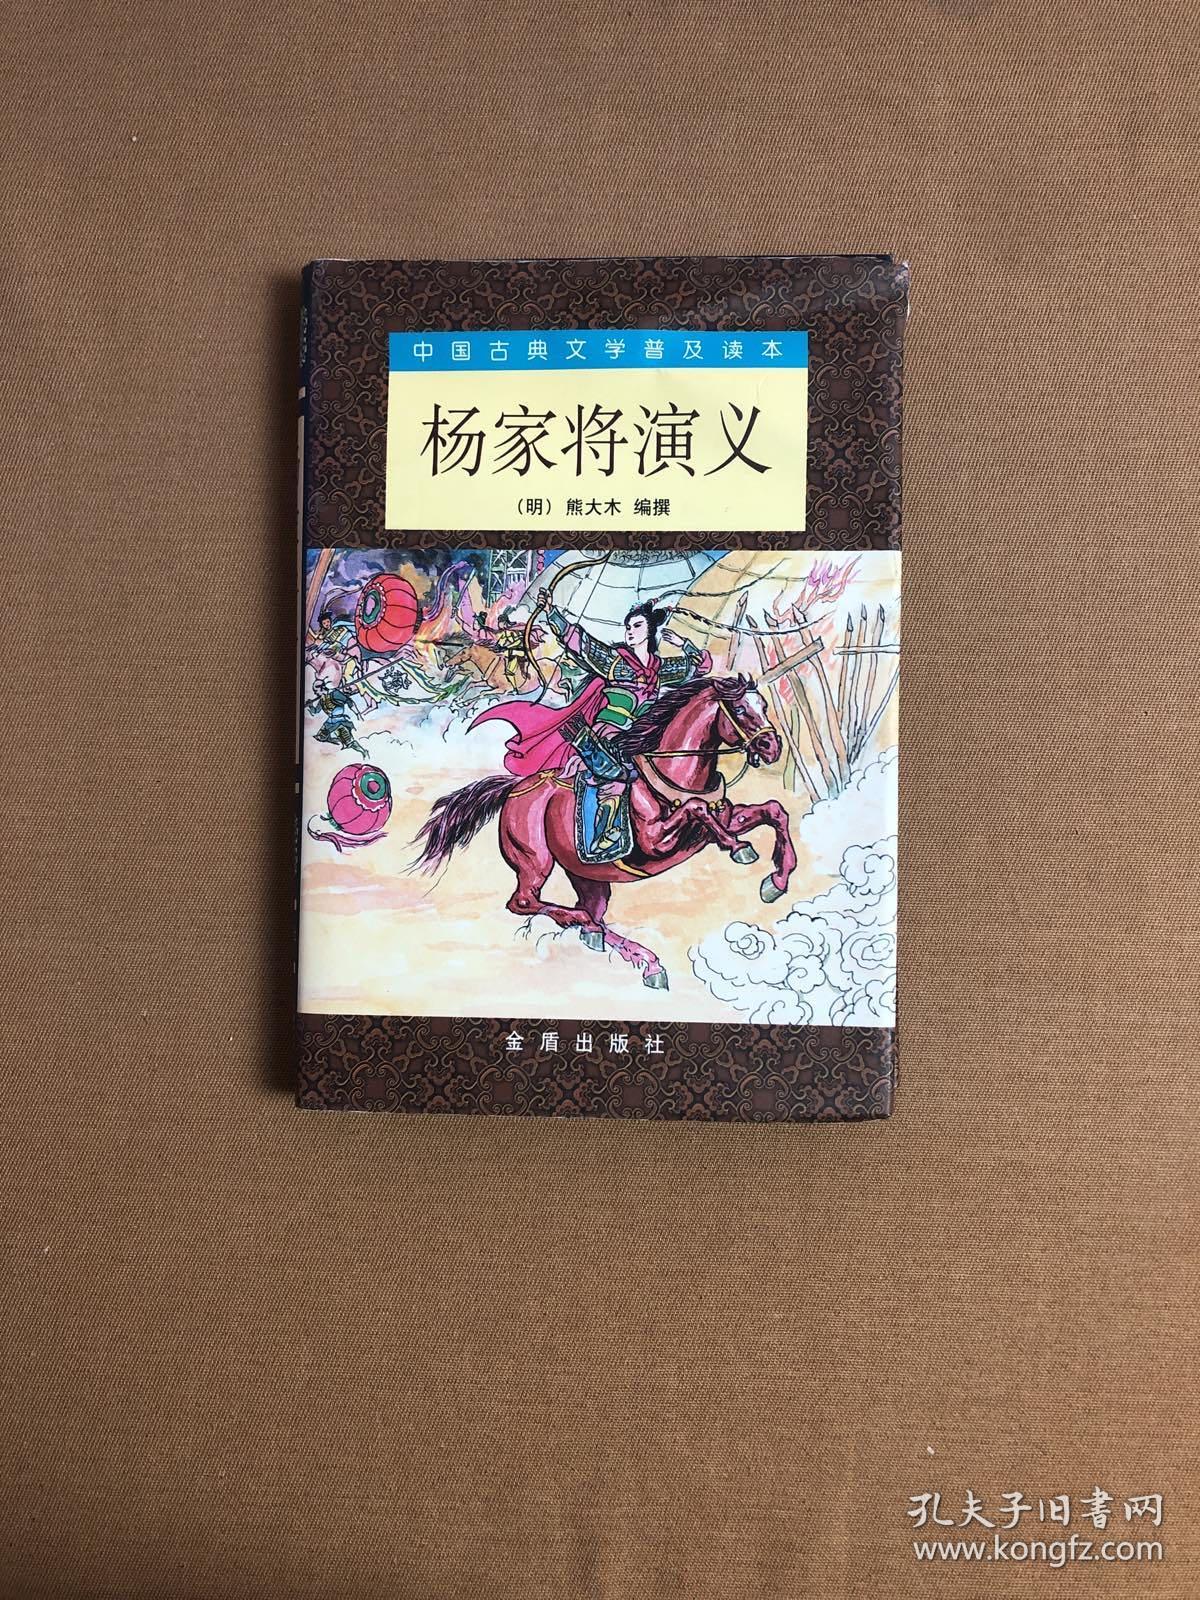 中国古典文学普及读本
杨家将演义
（明）熊大木 编撰
金盾出版社
孔夫子旧书网
www.kongfz.com